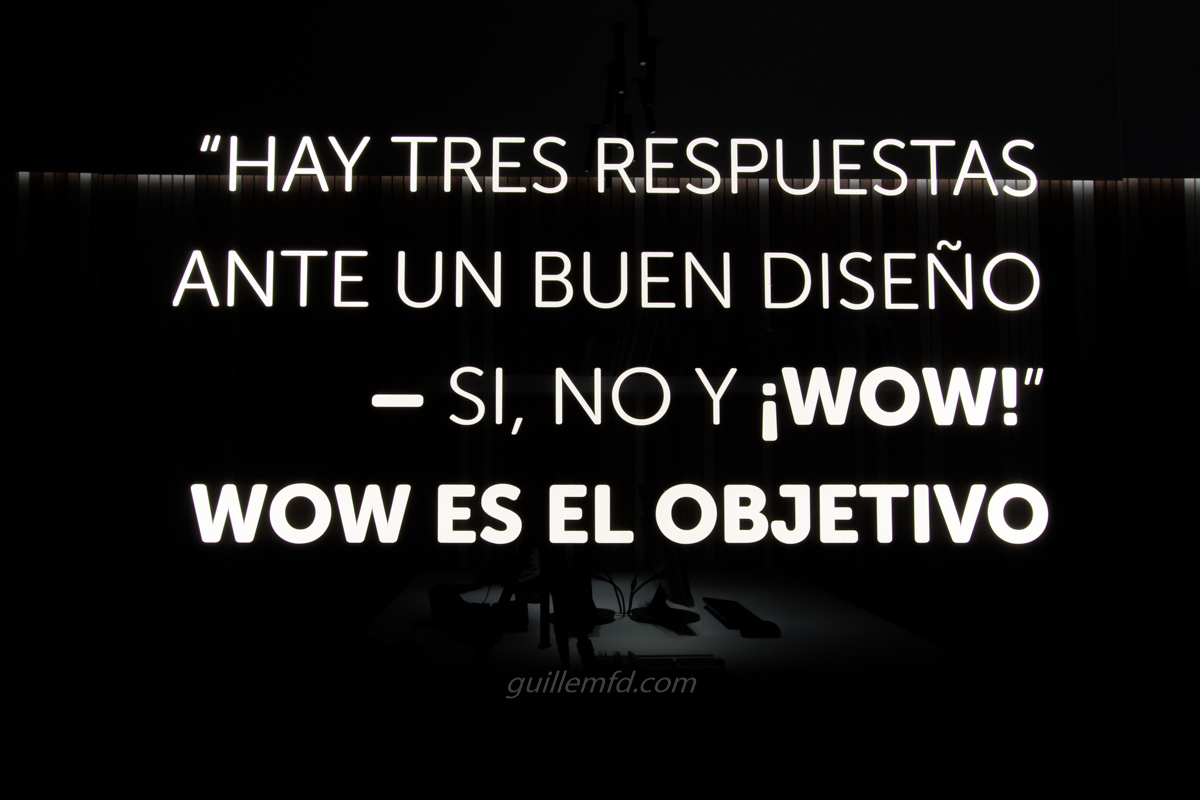 “HAY TRES RESPUESTAS
ANTE UN BUEN DISEÑO
– SI, NO Y ¡WOW!”
WOW ES EL OBJETIVO
guillemfd.com